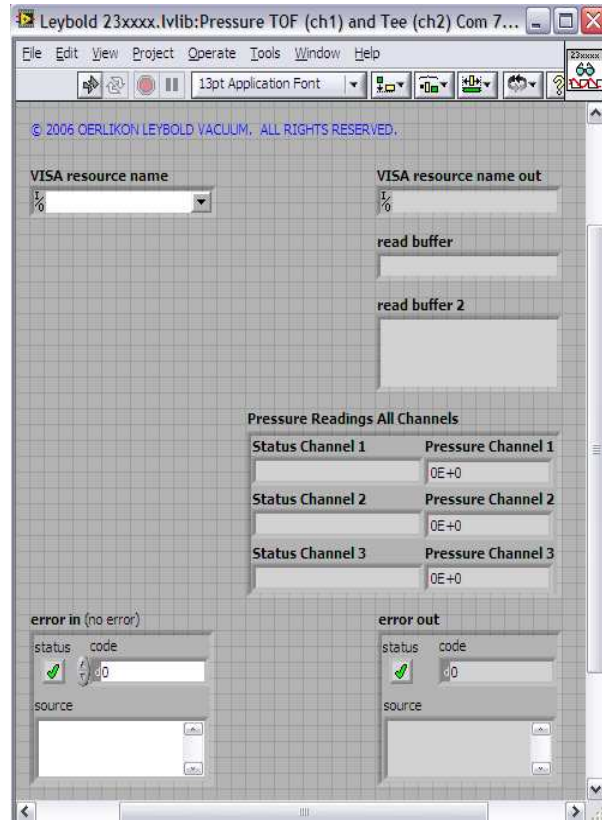 Leybold 23xxxx.lvlib:Pressure TOF (ch1) and Tee (ch2) Com 7...
File Edit View Project Operate Tools Window Help
13pt Application Font
23xxxx
© 2006 OERLIKON LEYBOLD VACUUM. ALL RIGHTS RESERVED.
VISA resource name
VISA resource name out
I/O
I/O
read buffer
read buffer 2
Pressure Readings All Channels
Status Channel 1 Pressure Channel 1
0E+0
Status Channel 2 Pressure Channel 2
0E+0
Status Channel 3 Pressure Channel 3
0E+0
error in (no error)
error out
status code
d0
source
status code
d0
source